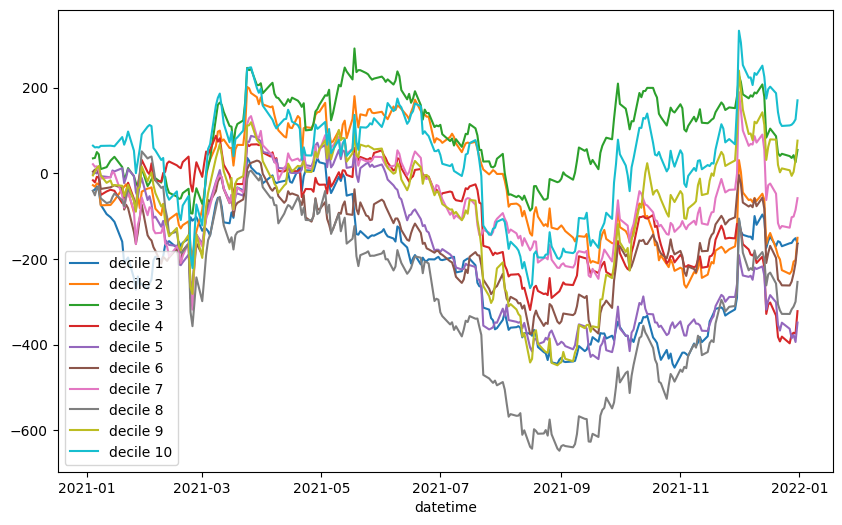 200
0
−200
−400
−600
decile 1
decile 2
decile 3
decile 4
decile 5
decile 6
decile 7
decile 8
decile 9
decile 10
2021-01 2021-03 2021-05 2021-07 2021-09 2021-11 2022-01
datetime